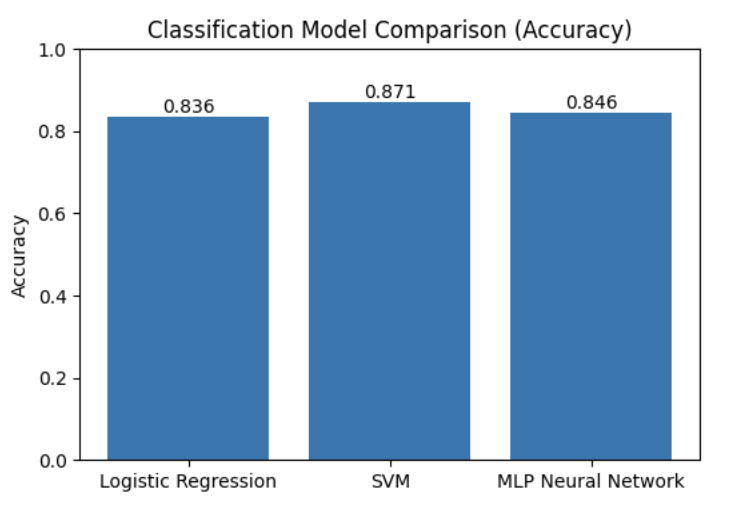 Classification Model Comparison (Accuracy)
1.0
0.8
0.6
0.4
0.2
0.0
Accuracy
0.836
0.871
0.846
Logistic Regression
SVM
MLP Neural Network